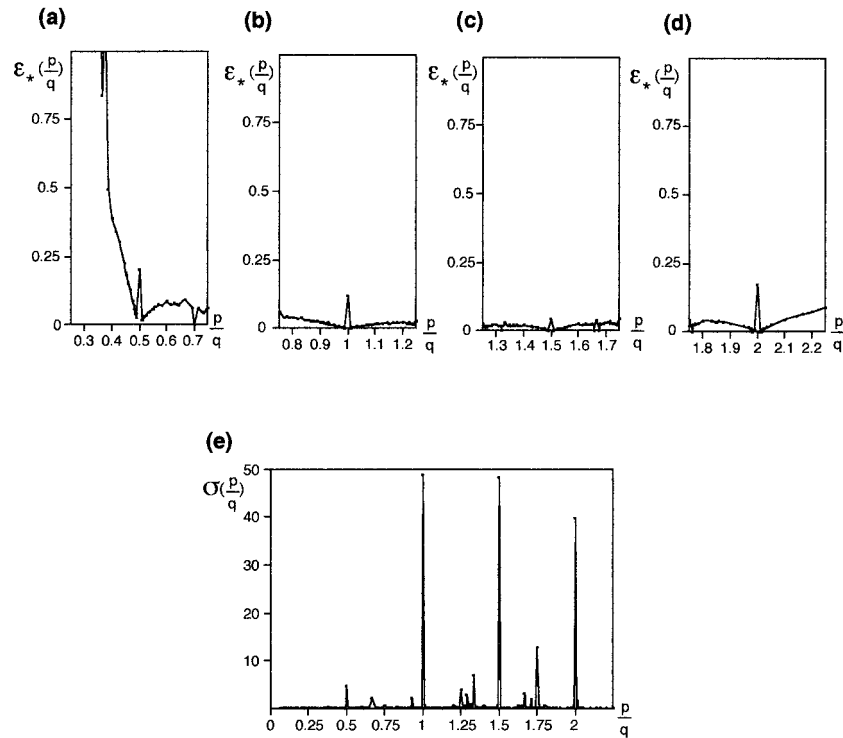 (a)
ε* (p/q)
0.75
0.5
0.25
0
0.3 0.4 0.5 0.6 0.7 p/q
(b)
ε* (p/q)
0.75
0.5
0.25
0
0.8 0.9 1 1.1 1.2 p/q
(c)
ε* (p/q)
0.75
0.5
0.25
0
1.3 1.4 1.5 1.6 1.7 p/q
(d)
ε* (p/q)
0.75
0.5
0.25
0
1.8 1.9 2 2.1 2.2 p/q
(e)
σ(p/q)
50
40
30
20
10
0 0.25 0.5 0.75 1 1.25 1.5 1.75 2 p/q